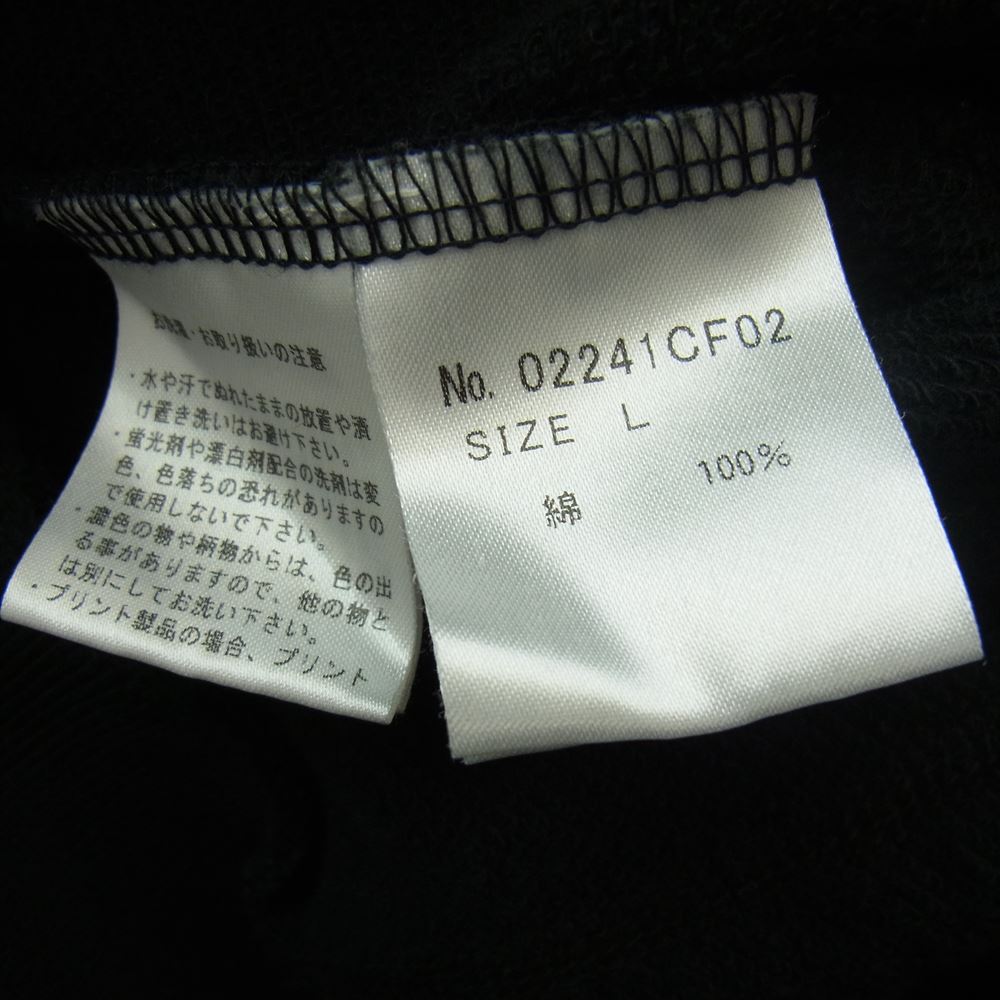 お洗濯・お取り扱いの注意
・水や汗でぬれたままの放置や漬
け置き洗いはお避け下さい。
・蛍光剤や漂白剤配合の洗剤は変
色、色落ちの恐れがありますの
で使用しないで下さい。
・濃色の物や柄物からは、色の出
る事がありますので、他の物と
は別にしてお洗い下さい。
・プリント製品の場合、プリント
No. 02241CF02
SIZE L
綿 100%